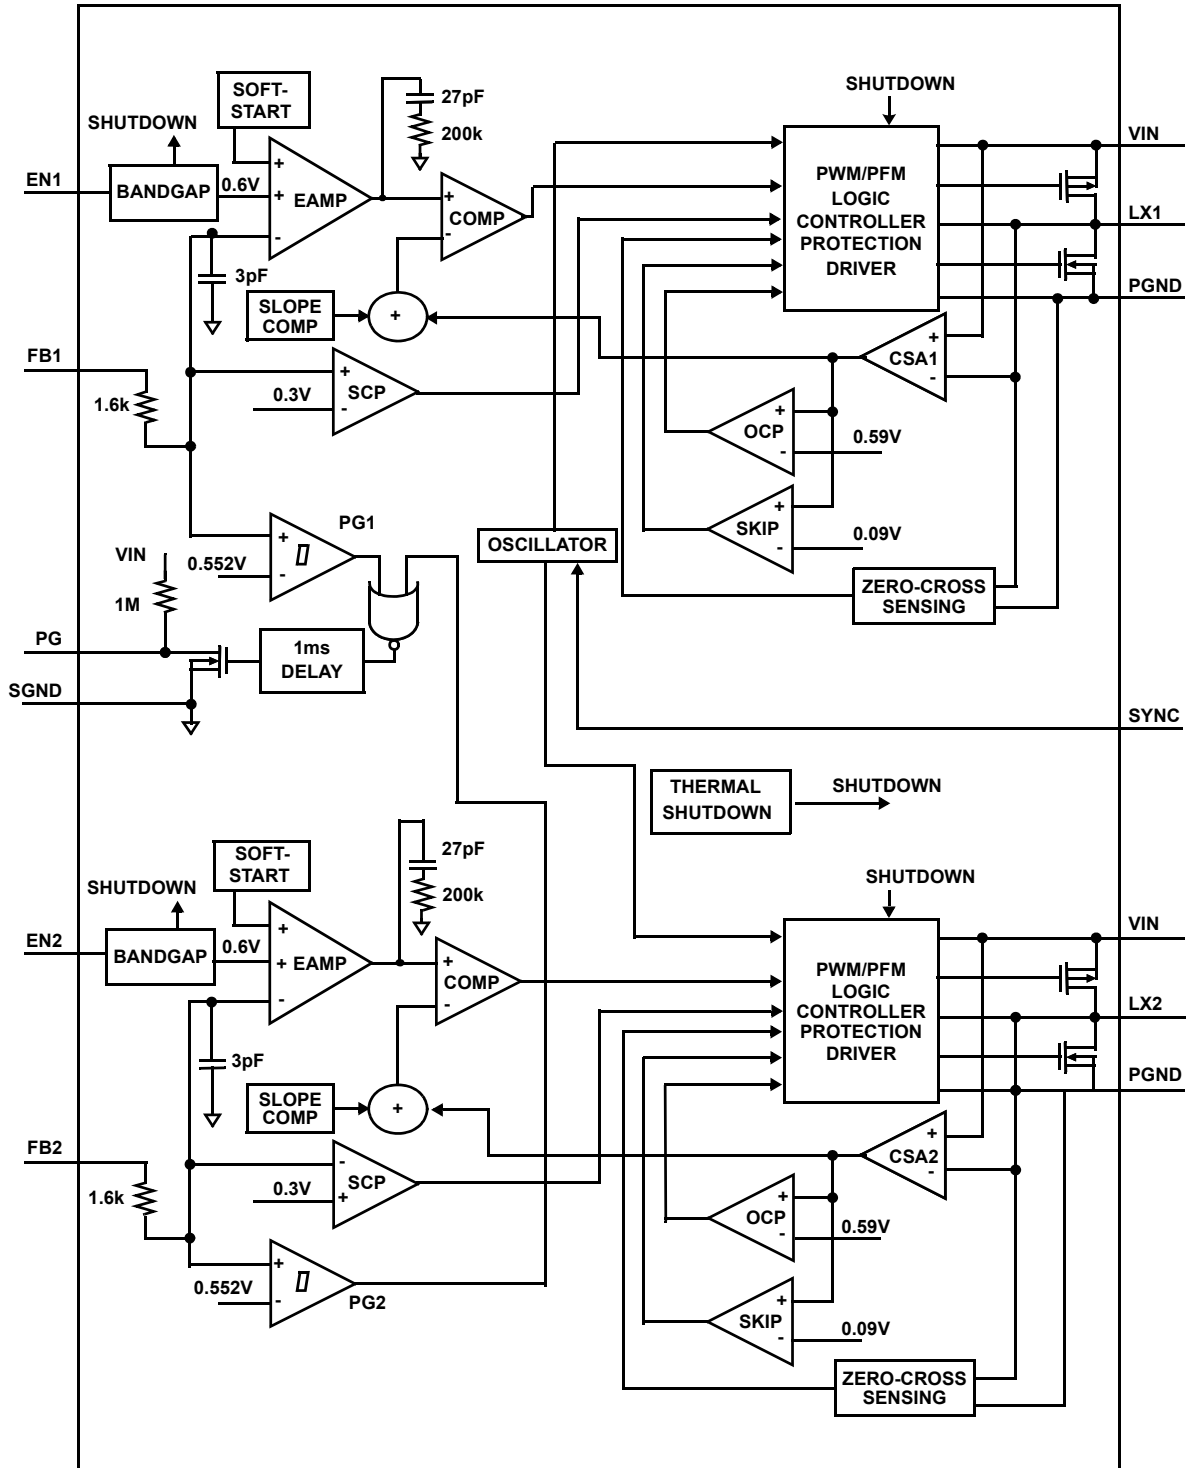 SOFT-
START
27pF
200k
SHUTDOWN
SHUTDOWN
VIN
EN1
BANDGAP
0.6V
+
+
-
EAMP
+
-
COMP
PWM/PFM
LOGIC
CONTROLLER
PROTECTION
DRIVER
LX1
3pF
PGND
SLOPE
COMP
+
+
-
CSA1
FB1
1.6k
+
-
SCP
0.3V
+
-
OCP
0.59V
PG1
+
-
0.552V
VIN
1M
OSCILLATOR
+
-
SKIP
0.09V
ZERO-CROSS
SENSING
PG
1ms
DELAY
SGND
SYNC
THERMAL
SHUTDOWN
SHUTDOWN
SOFT-
START
27pF
200k
SHUTDOWN
SHUTDOWN
VIN
EN2
BANDGAP
0.6V
+
+
-
EAMP
+
-
COMP
PWM/PFM
LOGIC
CONTROLLER
PROTECTION
DRIVER
LX2
3pF
PGND
SLOPE
COMP
+
+
-
CSA2
FB2
1.6k
-
+
SCP
0.3V
+
-
OCP
0.59V
+
-
0.552V
PG2
+
-
SKIP
0.09V
ZERO-CROSS
SENSING